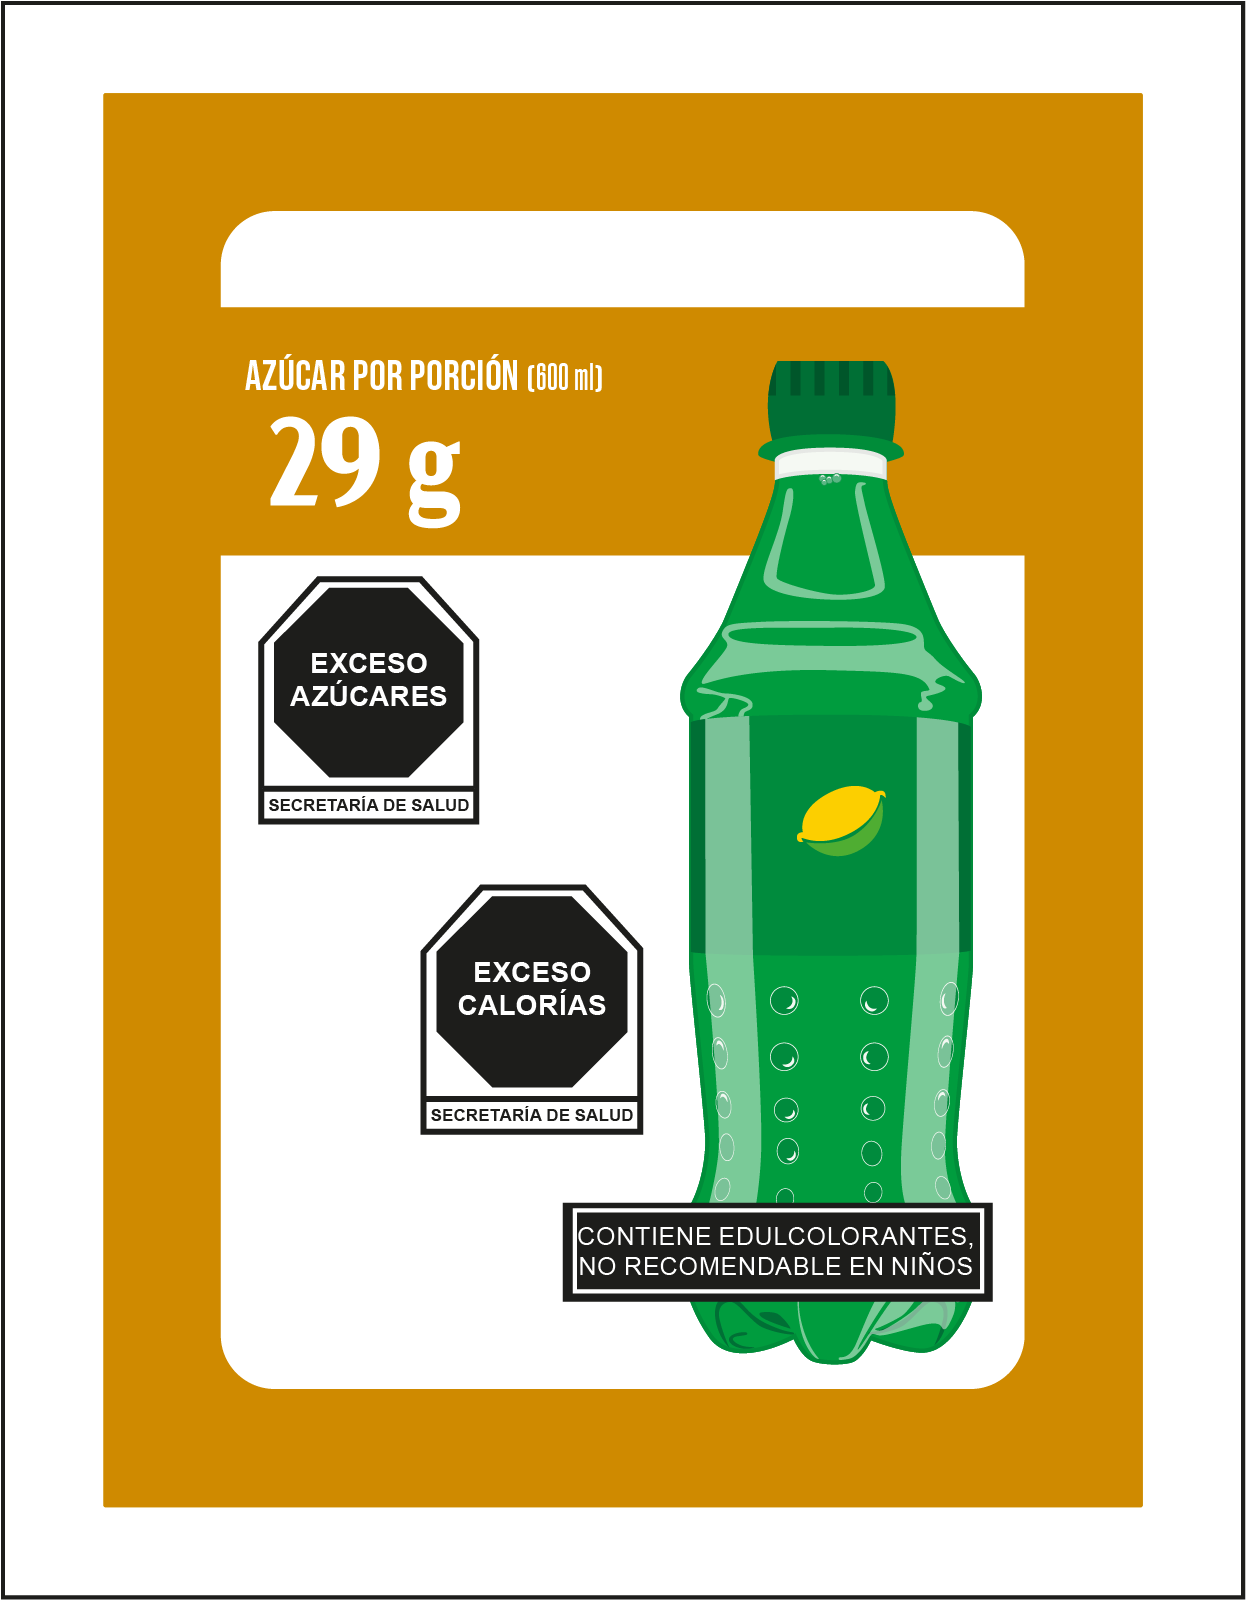 AZÚCAR POR PORCIÓN (600 ml)
29 g
EXCESO
AZÚCARES
SECRETARÍA DE SALUD
EXCESO
CALORÍAS
SECRETARÍA DE SALUD
CONTIENE EDULCOLORANTES,
NO RECOMENDABLE EN NIÑOS